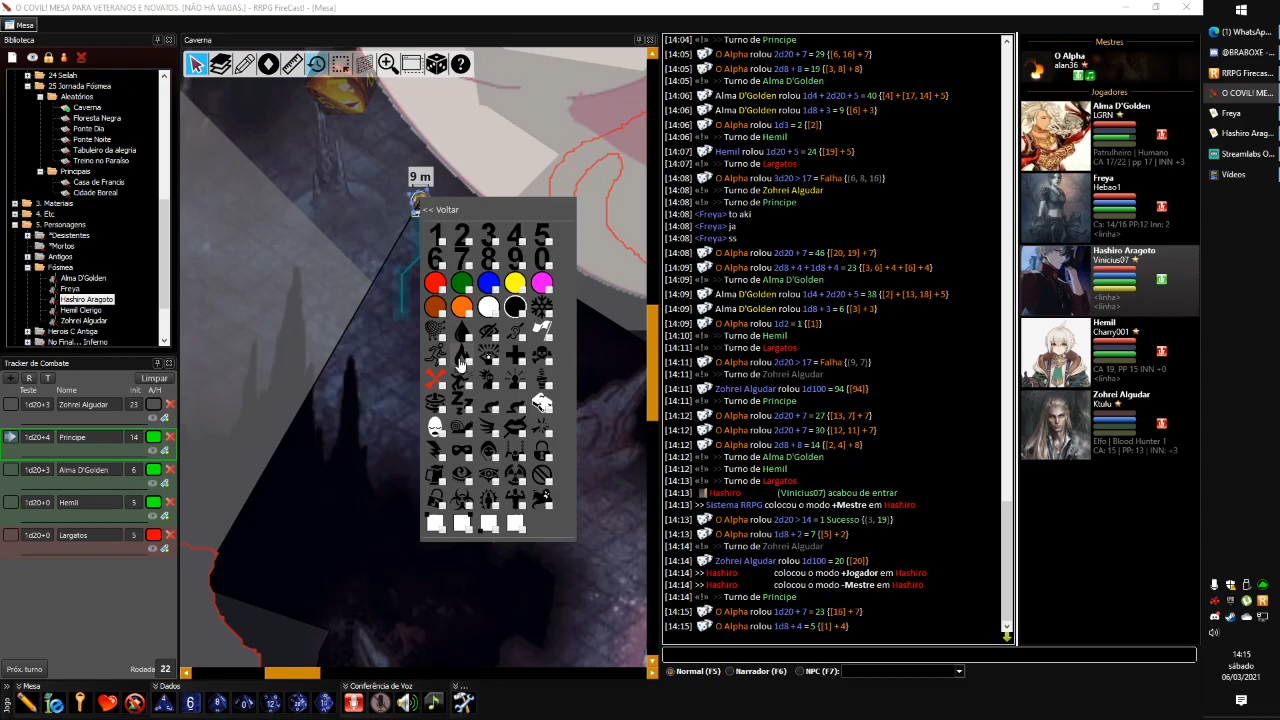 O COVIL! MESA PARA VETERANOS E NOVATOS. [NÃO HÁ VAGAS.] - RRPG FireCast! - [Mesa]
Mesa
Biblioteca
24 Seilah
25 Jornada Fósmea
Aleatórios
Caverna
Floresta Negra
Ponte Dia
Ponte Noite
Tabuleiro da alegria
Treino no Paraíso
Principais
Casa de Francis
Cidade Boreal
3. Materais
4. Etc
5. Personagens
*Desistentes
*Mortos
Antigos
Fósmea
Alma D'Golden
Freya
Hashiro Aragoto
Hemil Clerigo
Zohrei Algudar
Herois C Antiga
No Final... Inferno
Tracker de Combate
R T Limpar
Teste Nome Init. A/H
1d20+3 Zohrei Algudar 23
1d20+4 Principe 14
1d20+3 Alma D'Golden 6
1d20+0 Hemil 5
1d20+0 Largatos 5
Próx. turno Rodada 22
Caverna
9 m
<< Voltar
1 2 3 4 5
6 7 8 9 0
[14:04] «!» >> Turno de Principe
[14:05] O Alpha rolou 2d20 + 7 = 29 {[6, 16] + 7}
[14:05] O Alpha rolou 2d8 + 8 = 19 {[3, 8] + 8}
[14:05] «!» >> Turno de Alma D'Golden
[14:06] Alma D'Golden rolou 1d4 + 2d20 + 5 = 40 {[4] + [17, 14] + 5}
[14:06] Alma D'Golden rolou 1d8 + 3 = 9 {[6] + 3}
[14:06] O Alpha rolou 1d3 = 2 {[2]}
[14:06] «!» >> Turno de Hemil
[14:07] Hemil rolou 1d20 + 5 = 24 {[19] + 5}
[14:07] «!» >> Turno de Largatos
[14:08] O Alpha rolou 3d20 > 17 = Falha {(6, 8, 16)}
[14:08] «!» >> Turno de Zohrei Algudar
[14:08] «!» >> Turno de Principe
[14:08] <Freya> to aki
[14:08] <Freya> ja
[14:08] <Freya> ss
[14:08] O Alpha rolou 2d20 + 7 = 46 {[20, 19] + 7}
[14:09] O Alpha rolou 2d8 + 4 + 1d8 + 4 = 23 {[3, 6] + 4 + [6] + 4}
[14:09] «!» >> Turno de Alma D'Golden
[14:09] Alma D'Golden rolou 1d4 + 2d20 + 5 = 38 {[2] + [13, 18] + 5}
[14:09] Alma D'Golden rolou 1d8 + 3 = 6 {[3] + 3}
[14:09] O Alpha rolou 1d2 = 1 {[1]}
[14:10] «!» >> Turno de Hemil
[14:11] «!» >> Turno de Largatos
[14:11] O Alpha rolou 2d20 > 17 = Falha {(9, 7)}
[14:11] «!» >> Turno de Zohrei Algudar
[14:11] Zohrei Algudar rolou 1d100 = 94 {[94]}
[14:11] «!» >> Turno de Principe
[14:12] O Alpha rolou 2d20 + 7 = 27 {[13, 7] + 7}
[14:12] O Alpha rolou 2d20 + 7 = 30 {[12, 11] + 7}
[14:12] O Alpha rolou 2d8 + 8 = 14 {[2, 4] + 8}
[14:12] «!» >> Turno de Alma D'Golden
[14:12] «!» >> Turno de Hemil
[14:13] «!» >> Turno de Largatos
[14:13] Hashiro (Vinicius07) acabou de entrar
[14:13] >> Sistema RRPG colocou o modo +Mestre em Hashiro
[14:13] O Alpha rolou 2d20 > 14 = 1 Sucesso {(3, 19)}
[14:13] O Alpha rolou 1d8 + 2 = 7 {[5] + 2}
[14:14] «!» >> Turno de Zohrei Algudar
[14:14] Zohrei Algudar rolou 1d100 = 20 {[20]}
[14:14] >> Hashiro colocou o modo +Jogador em Hashiro
[14:14] >> Hashiro colocou o modo -Mestre em Hashiro
[14:14] «!» >> Turno de Principe
[14:15] O Alpha rolou 1d20 + 7 = 23 {[16] + 7}
[14:15] O Alpha rolou 1d8 + 4 = 5 {[1] + 4}
Normal (F5) Narrador (F6) NPC (F7):
Mestres
O Alpha
alan36
Jogadores
Alma D'Golden
LGRN
Patrulheiro | Humano
CA 17/22 | pp 17 | INN +3
Freya
Hebao1
Ca: 14/16 PP:12 Inn: 2
<linha>
Hashiro Aragoto
Vinicius07
<linha>
<linha>
Hemil
Charry001
CA: 19, PP 15 INN +0
<linha>
Zohrei Algudar
Ktulu
Elfo | Blood Hunter 1
CA: 15 | PP: 13 | INN: +3
(1) WhatsAp...
@BRABOXE - ...
RRPG Firecas...
O COVIL! ME...
Freya
Hashiro Arag...
Streamlabs O...
Vídeos
14:15
sábado
06/03/2021
Jogo
Mesa
Dados
Conferência de Voz
...